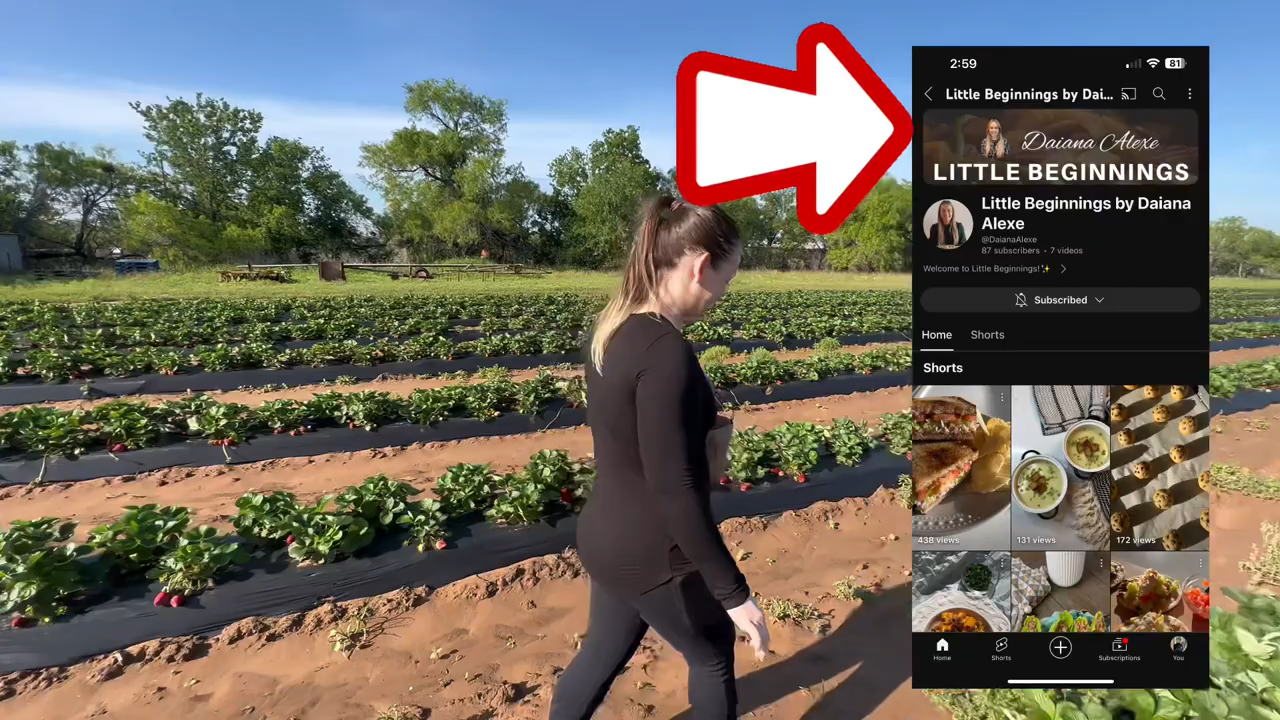 2:59
81
Little Beginnings by Dai...
Daiana Alexe
LITTLE BEGINNINGS
Little Beginnings by Daiana
Alexe
@DaianaAlexe
87 subscribers • 7 videos
Welcome to Little Beginnings!✨
Subscribed
Home Shorts
Shorts
438 views 131 views 172 views
Home Shorts Subscriptions You